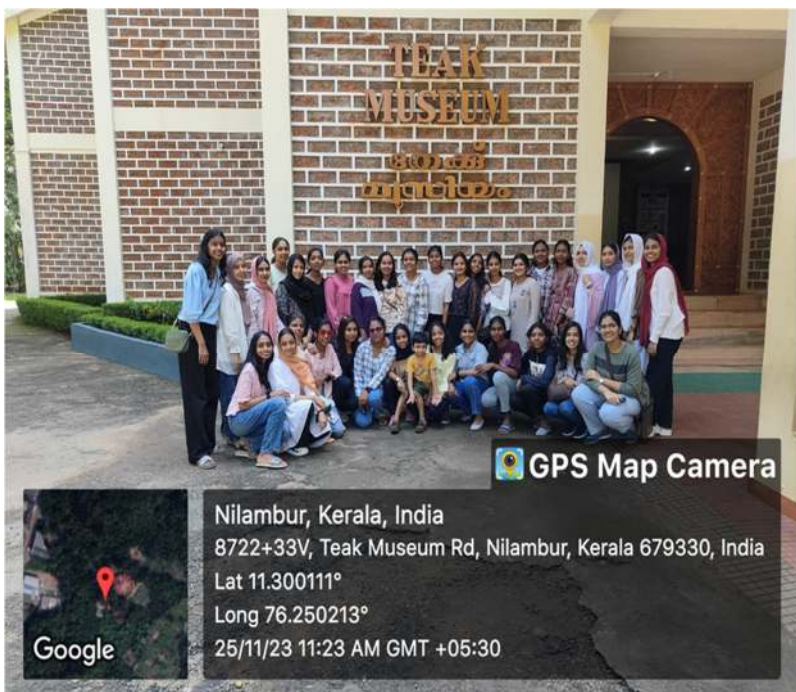 TEAK
MUSEUM
തേക്ക്
മ്യൂസിയം
GPS Map Camera
Nilambur, Kerala, India
8722+33V, Teak Museum Rd, Nilambur, Kerala 679330, India
Lat 11.300111°
Long 76.250213°
25/11/23 11:23 AM GMT +05:30
Google